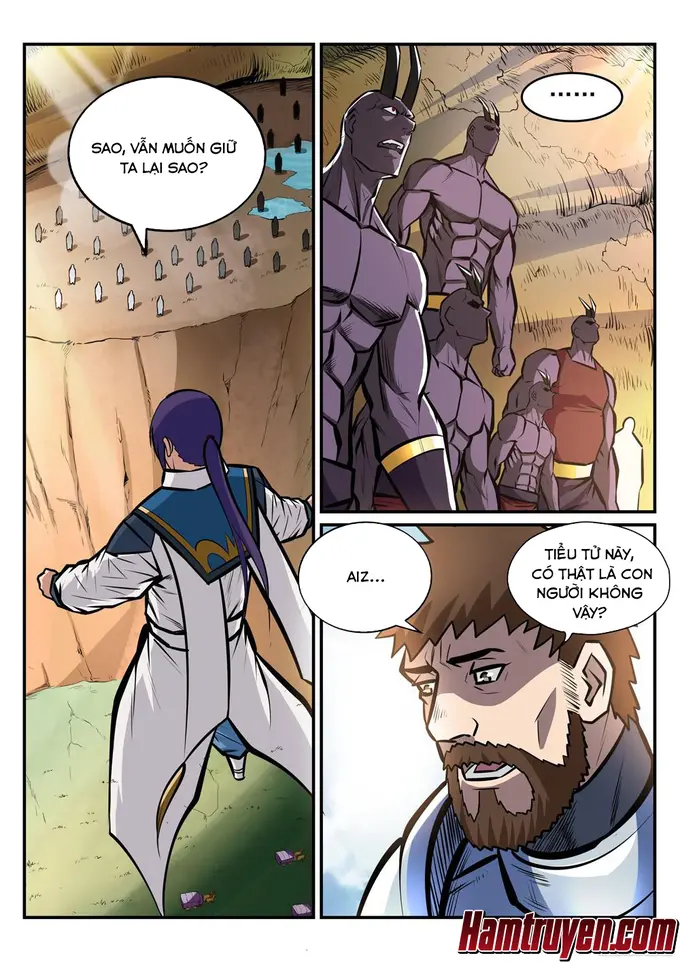 SAO, VẪN MUỐN GIỮ
TA LẠI SAO?
......
AIZ...
TIỂU TỬ NÀY,
CÓ THẬT LÀ CON
NGƯỜI KHÔNG
VẬY?
Hamtruyen.com